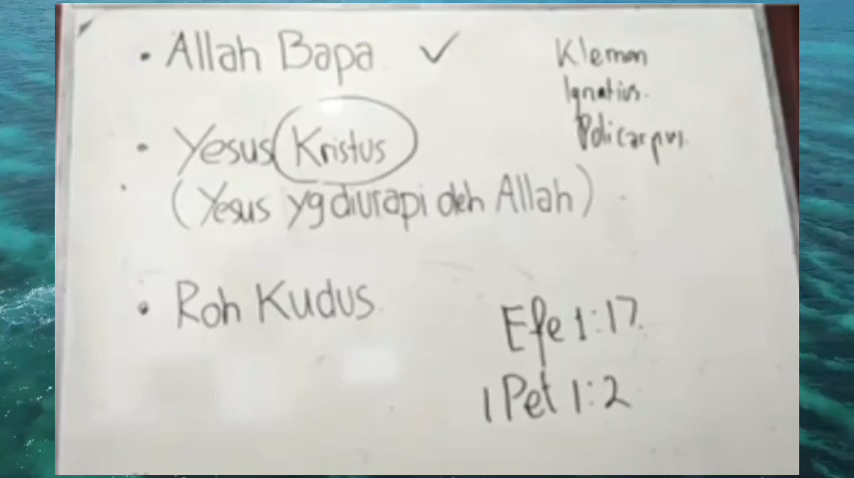 • Allah Bapa ✓
• Yesus Kristus
(Yesus yg diurapi oleh Allah)
• Roh Kudus
Klemen
Ignatius.
Policarpus.
Efe 1:17.
1 Pet 1:2